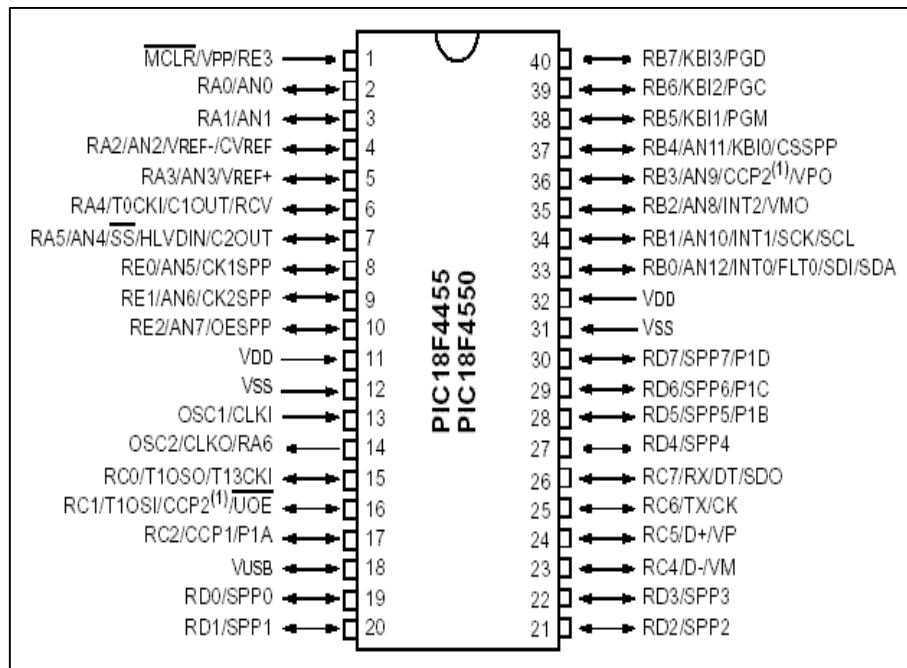 MCLR/VPP/RE3 1
RA0/AN0 2
RA1/AN1 3
RA2/AN2/VREF-/CVREF 4
RA3/AN3/VREF+ 5
RA4/T0CKI/C1OUT/RCV 6
RA5/AN4/SS/HLVDIN/C2OUT 7
RE0/AN5/CK1SPP 8
RE1/AN6/CK2SPP 9
RE2/AN7/OESPP 10
VDD 11
VSS 12
OSC1/CLKI 13
OSC2/CLKO/RA6 14
RC0/T1OSO/T13CKI 15
RC1/T1OSI/CCP2(1)/UOE 16
RC2/CCP1/P1A 17
VUSB 18
RD0/SPP0 19
RD1/SPP1 20
PIC18F4455
PIC18F4550
40 RB7/KBI3/PGD
39 RB6/KBI2/PGC
38 RB5/KBI1/PGM
37 RB4/AN11/KBI0/CSSPP
36 RB3/AN9/CCP2(1)/VPO
35 RB2/AN8/INT2/VMO
34 RB1/AN10/INT1/SCK/SCL
33 RB0/AN12/INT0/FLT0/SDI/SDA
32 VDD
31 VSS
30 RD7/SPP7/P1D
29 RD6/SPP6/P1C
28 RD5/SPP5/P1B
27 RD4/SPP4
26 RC7/RX/DT/SDO
25 RC6/TX/CK
24 RC5/D+/VP
23 RC4/D-/VM
22 RD3/SPP3
21 RD2/SPP2